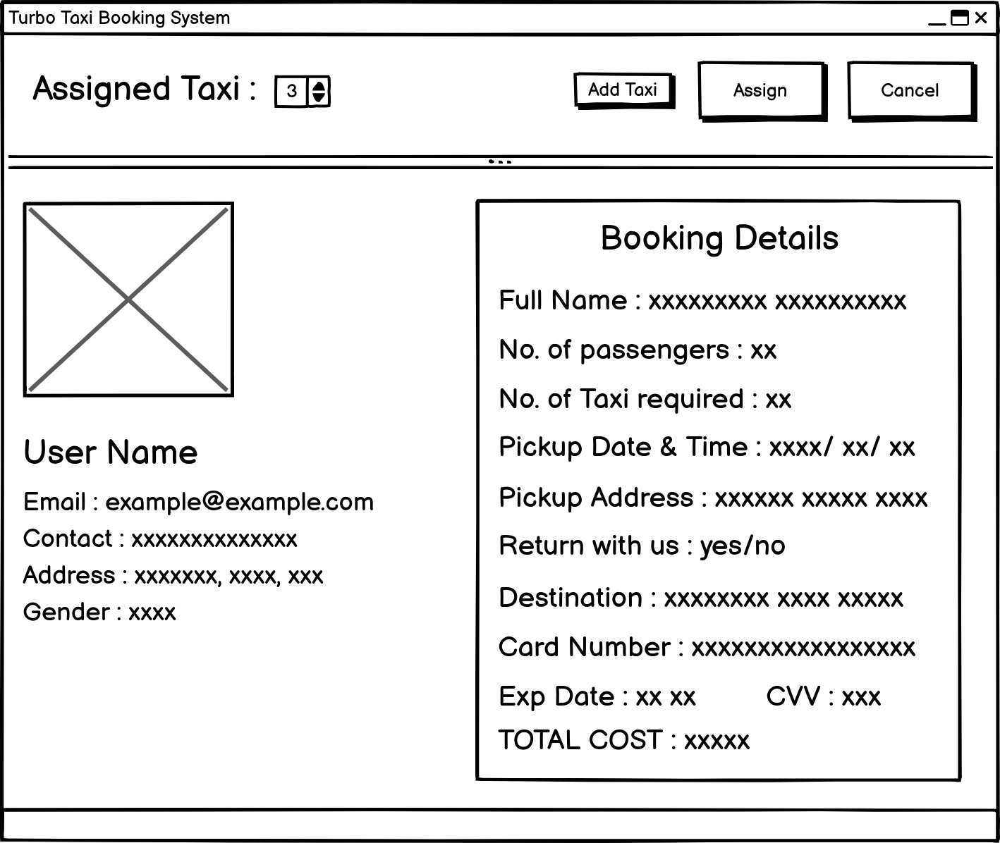 Turbo Taxi Booking System
Assigned Taxi : 3
Add Taxi
Assign
Cancel
User Name
Email : example@example.com
Contact : xxxxxxxxxxxxxx
Address : xxxxxxx, xxxx, xxx
Gender : xxxx
Booking Details
Full Name : xxxxxxxxx xxxxxxxxxx
No. of passengers : xx
No. of Taxi required : xx
Pickup Date & Time : xxxx/ xx/ xx
Pickup Address : xxxxxx xxxxx xxxx
Return with us : yes/no
Destination : xxxxxxxx xxxx xxxxx
Card Number : xxxxxxxxxxxxxxxxx
Exp Date : xx xx CVV : xxx
TOTAL COST : xxxxx